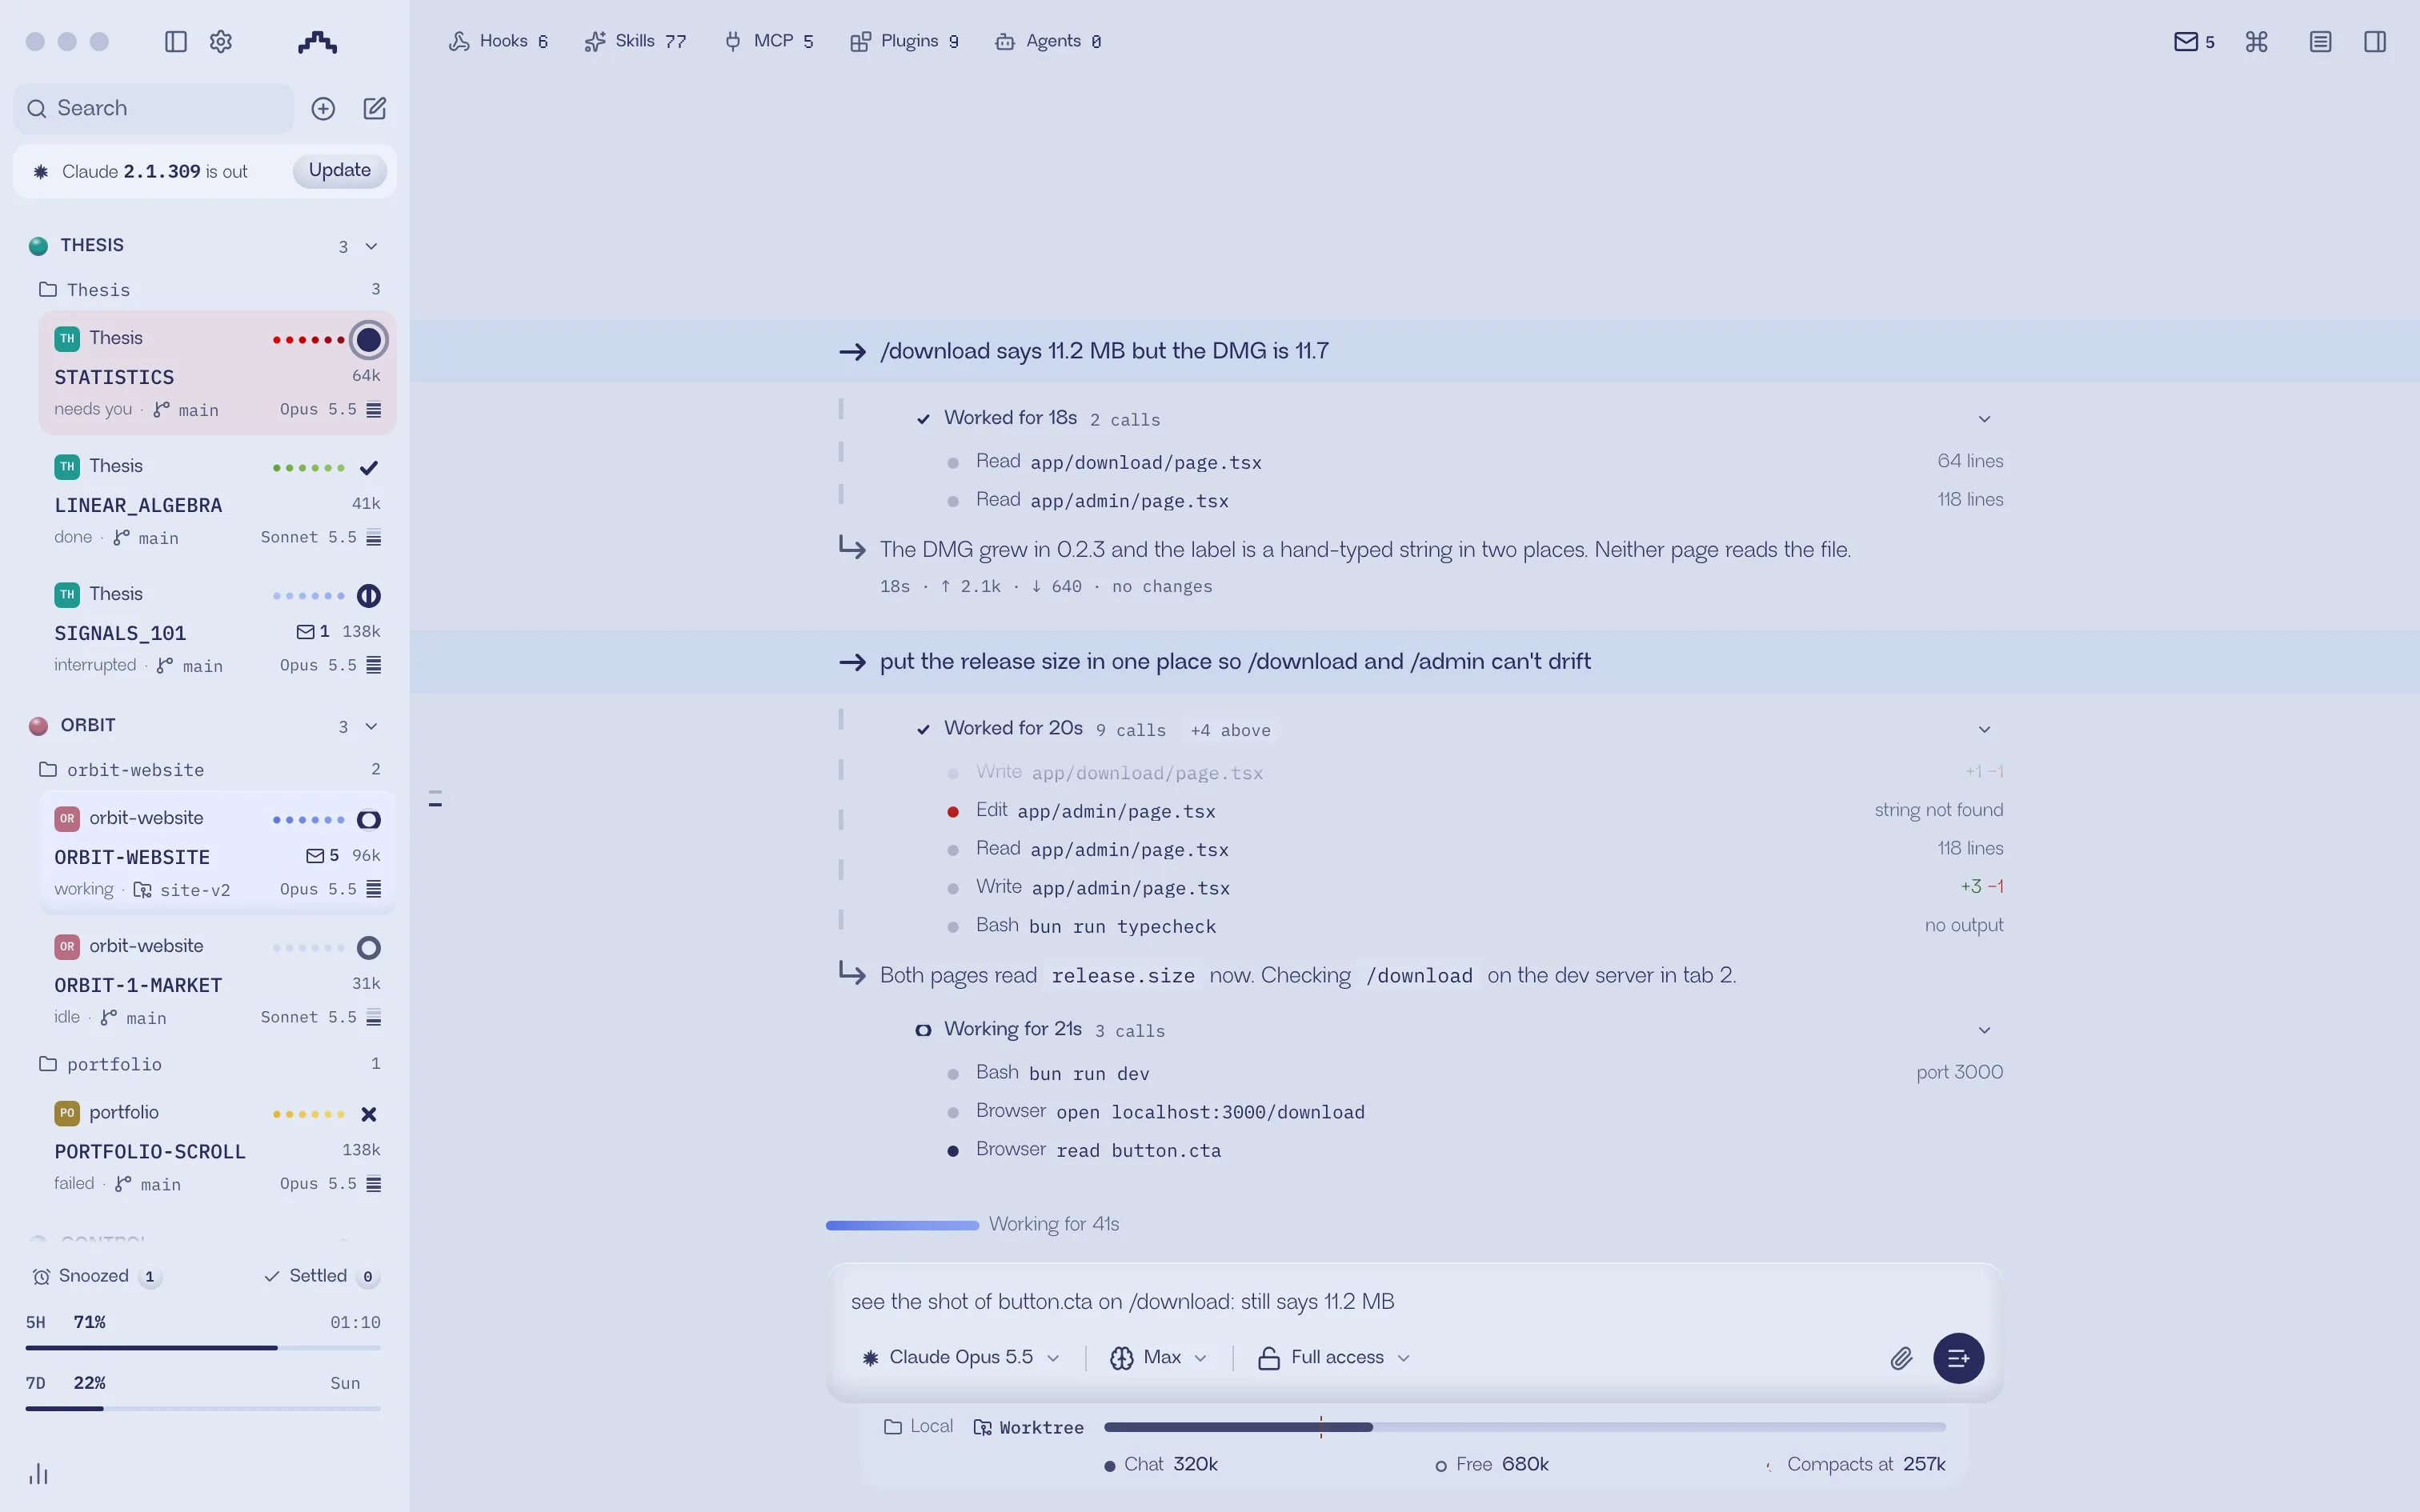 Hooks 6 Skills 77 MCP 5 Plugins 9 Agents 0 5
Search
Claude 2.1.309 is out Update
THESIS 3
Thesis 3
TH Thesis
STATISTICS 64k
needs you · main Opus 5.5
TH Thesis
LINEAR_ALGEBRA 41k
done · main Sonnet 5.5
TH Thesis
SIGNALS_101 1 138k
interrupted · main Opus 5.5
ORBIT 3
orbit-website 2
OR orbit-website
ORBIT-WEBSITE 5 96k
working · site-v2 Opus 5.5
OR orbit-website
ORBIT-1-MARKET 31k
idle · main Sonnet 5.5
portfolio 1
PO portfolio
PORTFOLIO-SCROLL 138k
failed · main Opus 5.5
Snoozed 1 Settled 0
5H 71% 01:10
7D 22% Sun
/download says 11.2 MB but the DMG is 11.7
Worked for 18s 2 calls
Read app/download/page.tsx 64 lines
Read app/admin/page.tsx 118 lines
The DMG grew in 0.2.3 and the label is a hand-typed string in two places. Neither page reads the file.
18s · ↑ 2.1k · ↓ 640 · no changes
put the release size in one place so /download and /admin can't drift
Worked for 20s 9 calls +4 above
Write app/download/page.tsx +1 −1
Edit app/admin/page.tsx string not found
Read app/admin/page.tsx 118 lines
Write app/admin/page.tsx +3 −1
Bash bun run typecheck no output
Both pages read release.size now. Checking /download on the dev server in tab 2.
Working for 21s 3 calls
Bash bun run dev port 3000
Browser open localhost:3000/download
Browser read button.cta
Working for 41s
see the shot of button.cta on /download: still says 11.2 MB
Claude Opus 5.5 Max Full access
Local Worktree
Chat 320k Free 680k Compacts at 257k